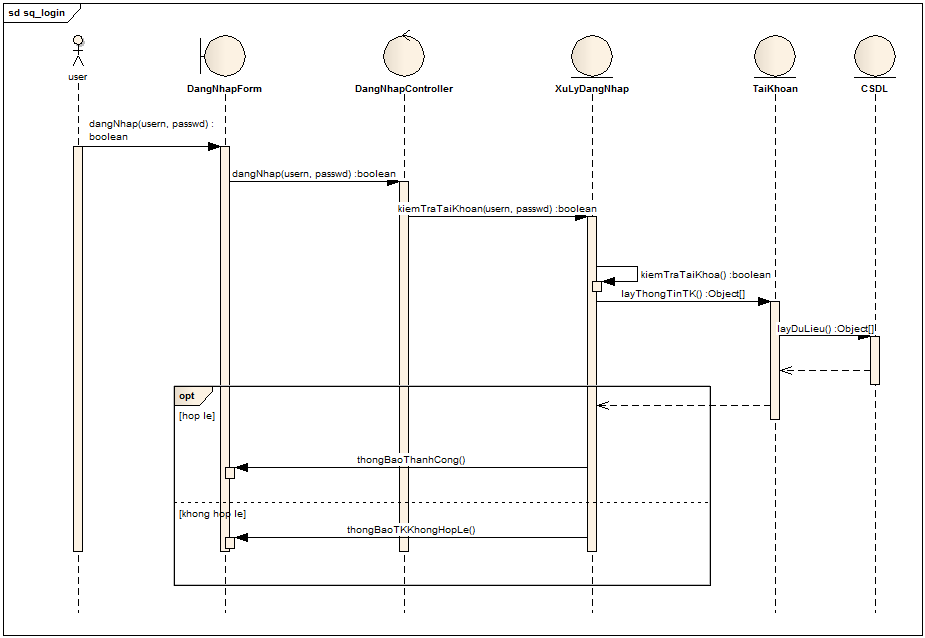 sd sq_login
user
DangNhapForm
DangNhapController
XuLyDangNhap
TaiKhoan
CSDL
dangNhap(usern, passwd) :
boolean
dangNhap(usern, passwd) :boolean
kiemTraTaiKhoan(usern, passwd) :boolean
kiemTraTaiKhoa() :boolean
layThongTinTK() :Object[]
layDuLieu() :Object[]
opt
[hop le]
thongBaoThanhCong()
[khong hop le]
thongBaoTKKhongHopLe()